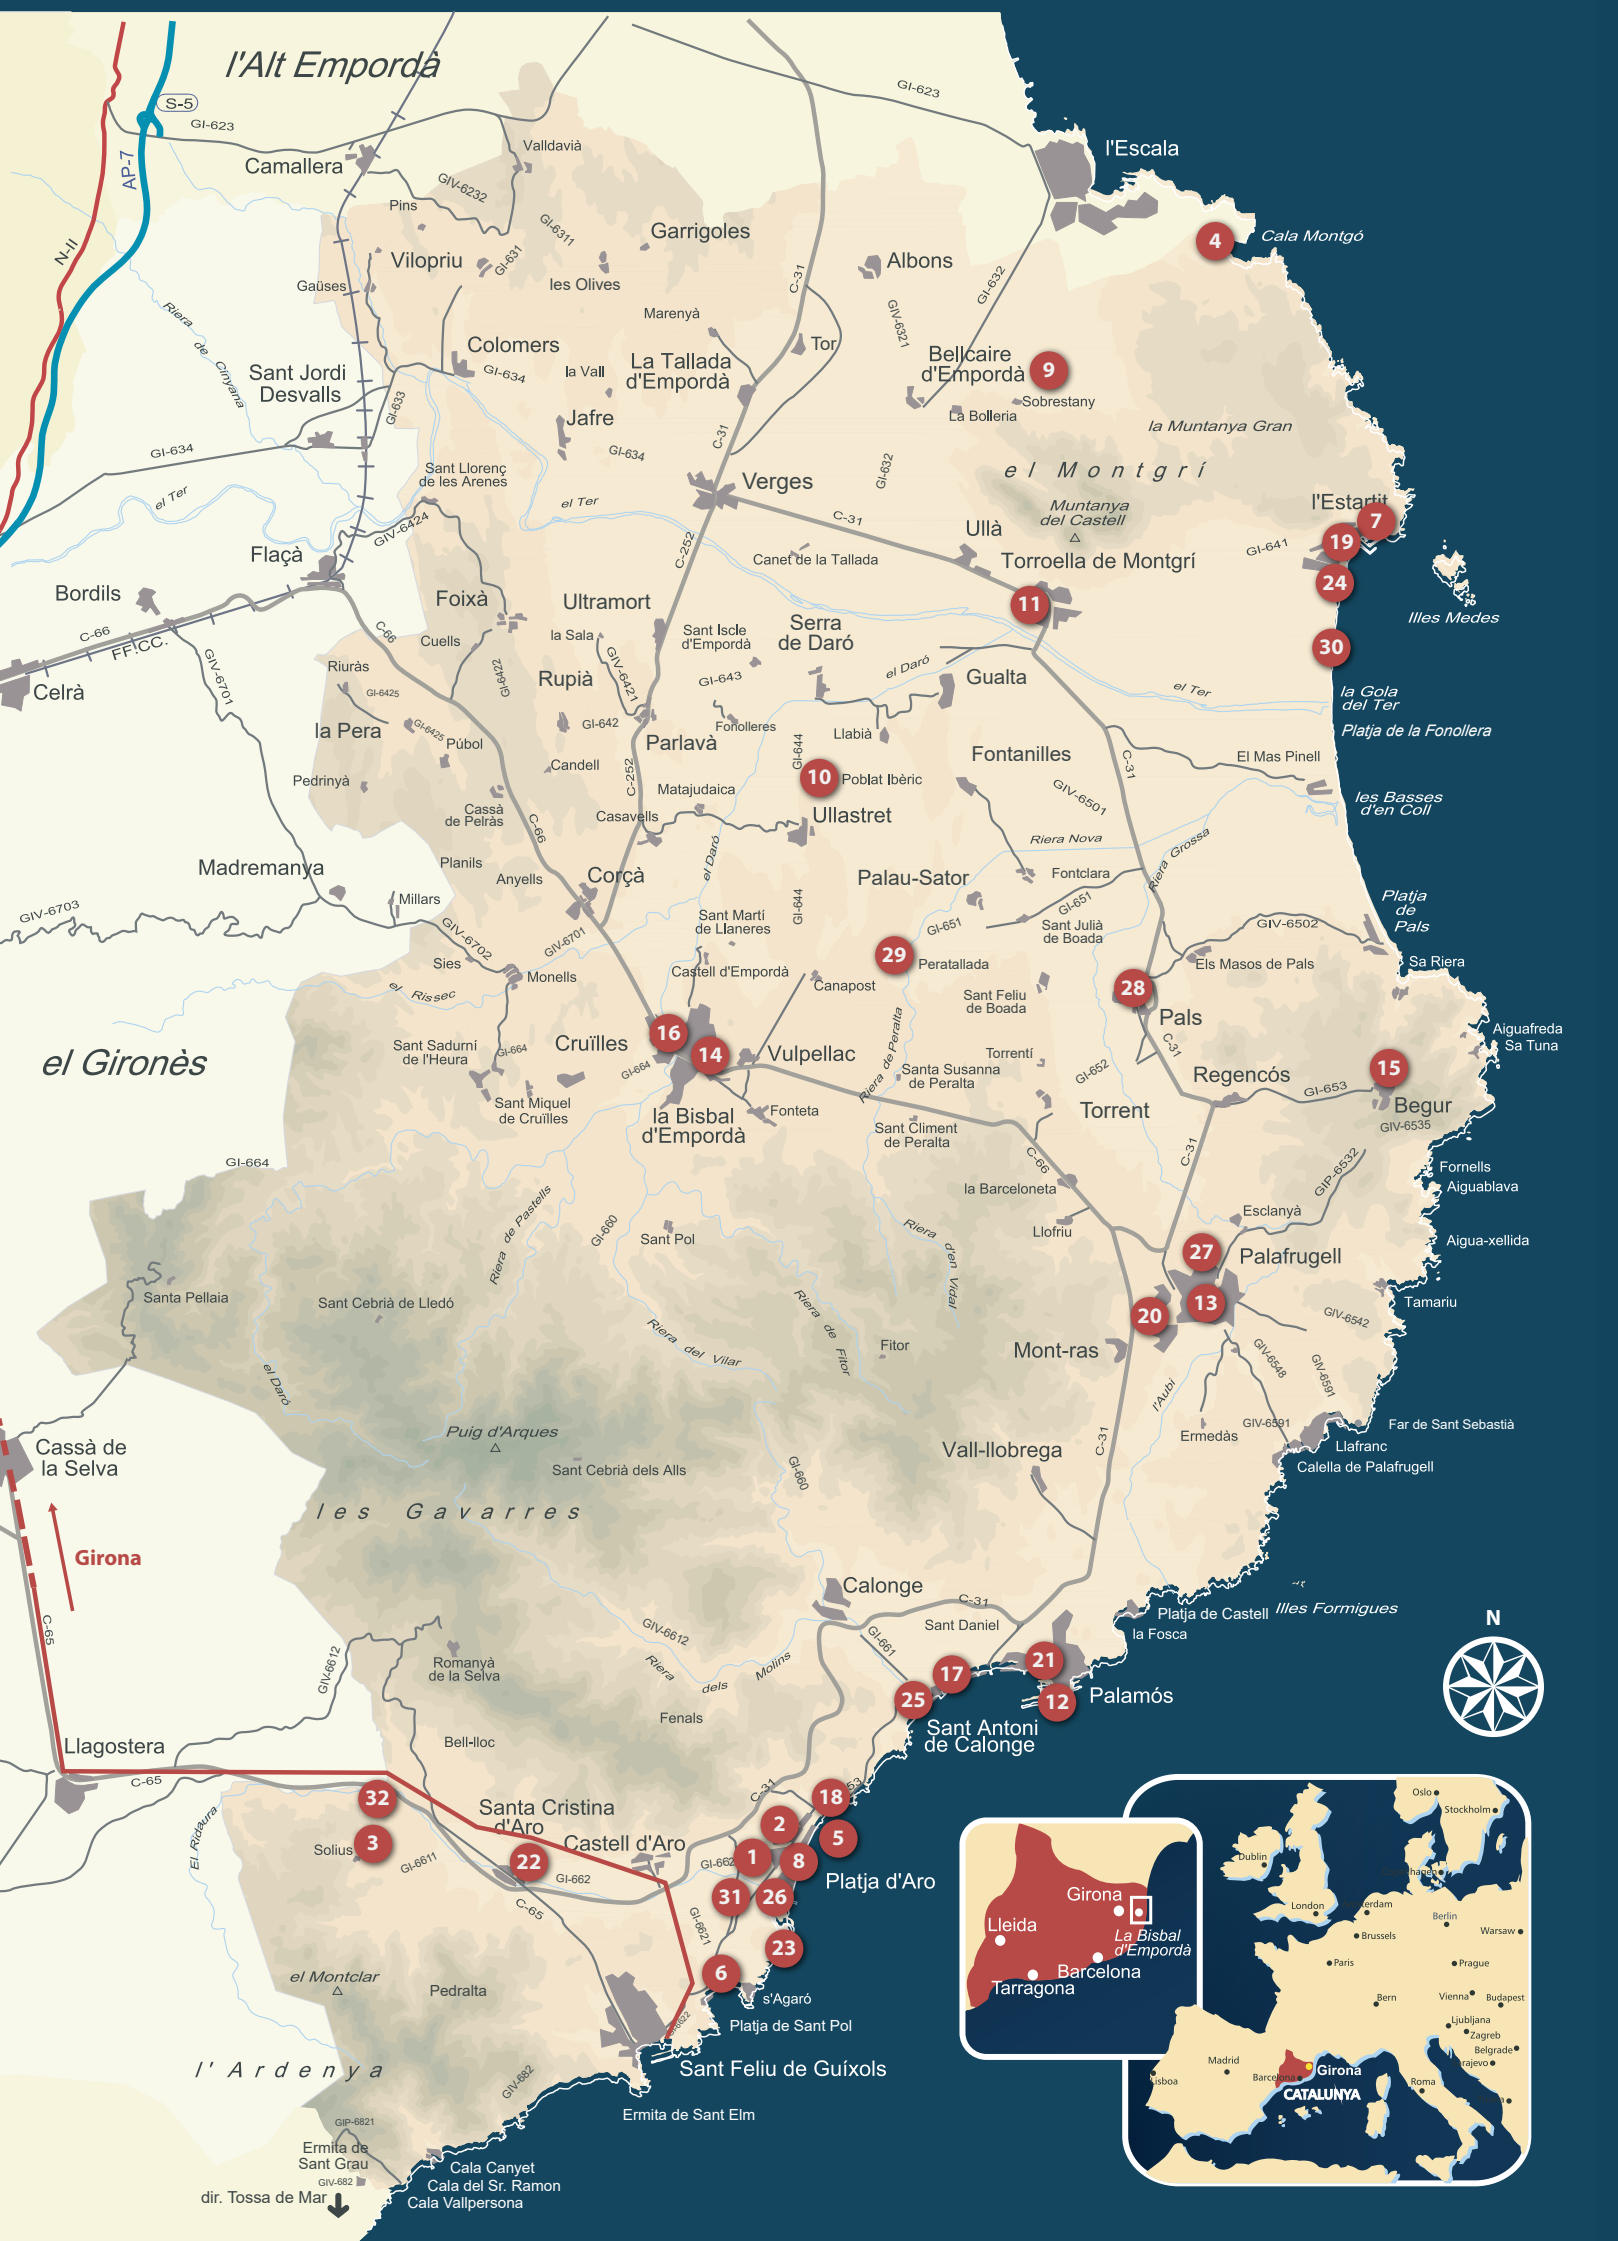 l'Alt Empordà
S-5
GI-623
GI-623
AP-7
N-II
Camallera
Valldavià
l'Escala
GIV-6232
Pins
GI-6311
Garrigoles
4
Cala Montgó
Vilopriu
GI-631
Albons
Gaüses
les Olives
C-31
GI-632
Riera
de
Cinyana
Marenyà
GIV-6321
Colomers
Tor
Bellcaire
d'Empordà
9
Sant Jordi
Desvalls
GI-634
la Vall
La Tallada
d'Empordà
GI-633
Sobrestany
La Bolleria
Jafre
la Muntanya Gran
C-31
GI-634
GI-634
GI-632
el Montgrí
Sant Llorenç
de les Arenes
el Ter
el Ter
Verges
Muntanya
del Castell
l'Estartit
7
GIV-6424
C-31
Ullà
19
GI-641
Flaçà
C-252
Canet de la Tallada
Torroella de Montgrí
24
Bordils
Foixà
Ultramort
11
Illes Medes
C-66
FF.CC.
C-66
Cuells
la Sala
Sant Iscle
d'Empordà
Serra
de Daró
30
GIV-6701
Riuràs
GI-6422
GIV-6421
el Daró
Celrà
GI-6425
Rupià
GI-643
Gualta
el Ter
la Gola
del Ter
la Pera
GI-6425
GI-642
Fonolleres
Platja de la Fonollera
Púbol
Parlavà
Llabià
Fontanilles
C-31
El Mas Pinell
Pedrinyà
Candell
C-252
GI-644
10
Poblat Ibèric
Matajudaica
GIV-6501
les Basses
d'en Coll
Cassà
de Pelràs
Casavells
Ullastret
C-66
Riera Nova
Riera Grossa
Madremanya
Planils
Anyells
el Daró
Corçà
Palau-Sator
Fontclara
GIV-6703
Millars
GI-644
GI-651
Platja
de
Pals
GIV-6702
GIV-6701
Sant Martí
de Llaneres
GI-651
Sant Julià
de Boada
GIV-6502
Sies
Monells
29
Peratallada
Els Masos de Pals
Sa Riera
el Rissec
Castell d'Empordà
Canapost
Sant Feliu
de Boada
28
Pals
Aiguafreda
Sa Tuna
el Gironès
Sant Sadurní
de l'Heura
GI-664
Cruïlles
16
14
Vulpellac
Riera de Peralta
Torrentí
C-31
GI-664
Santa Susanna
de Peralta
GI-652
Regencós
15
Sant Miquel
de Cruïlles
Fonteta
GI-653
Begur
la Bisbal
d'Empordà
Torrent
GIV-6535
Sant Climent
de Peralta
GI-664
C-66
C-31
GIP-6532
Fornells
Aiguablava
Riera de Pastells
la Barceloneta
GI-660
Sant Pol
Riera
d'en
Vidal
Llofriu
Esclanyà
Aigua-xellida
27
Palafrugell
Santa Pellaia
Sant Cebrià de Lledó
Riera
de
Fitor
13
20
Tamariu
GIV-6542
Riera
del
Vilar
Fitor
Mont-ras
GIV-6548
GIV-6591
el Daró
l'Aubi
Puig d'Arques
GIV-6591
Far de Sant Sebastià
Cassà de
la Selva
Ermedàs
C-31
Llafranc
Vall-llobrega
Calella de Palafrugell
Sant Cebrià dels Alls
GI-660
les Gavarres
Girona
Calonge
C-31
Platja de Castell
Illes Formigues
N
C-65
GIV-6612
GIV-6612
Sant Daniel
la Fosca
GI-661
Romanyà
de la Selva
Riera
dels
Molins
17
21
25
12
Palamós
Fenals
Sant Antoni
de Calonge
Llagostera
Bell-lloc
C-65
C-31
32
18
Santa Cristina
d'Aro
2
El Ridaura
Solius
3
Castell d'Aro
5
GI-6611
22
1
8
GI-662
Platja d'Aro
31
26
C-65
GI-6621
23
6
el Montclar
Pedralta
s'Agaró
Platja de Sant Pol
l'Ardenya
GIV-682
Sant Feliu de Guíxols
Ermita de Sant Elm
GIP-6821
Ermita de
Sant Grau
GIV-682
Cala Canyet
Cala del Sr. Ramon
Cala Vallpersona
dir. Tossa de Mar
Girona
Lleida
La Bisbal
d'Empordà
Barcelona
Tarragona
Oslo
Stockholm
Dublin
London
Berlin
Warsaw
Brussels
Paris
Prague
Bern
Vienna
Budapest
Ljubljana
Zagreb
Belgrade
Madrid
Barcelona
Girona
Roma
CATALUNYA